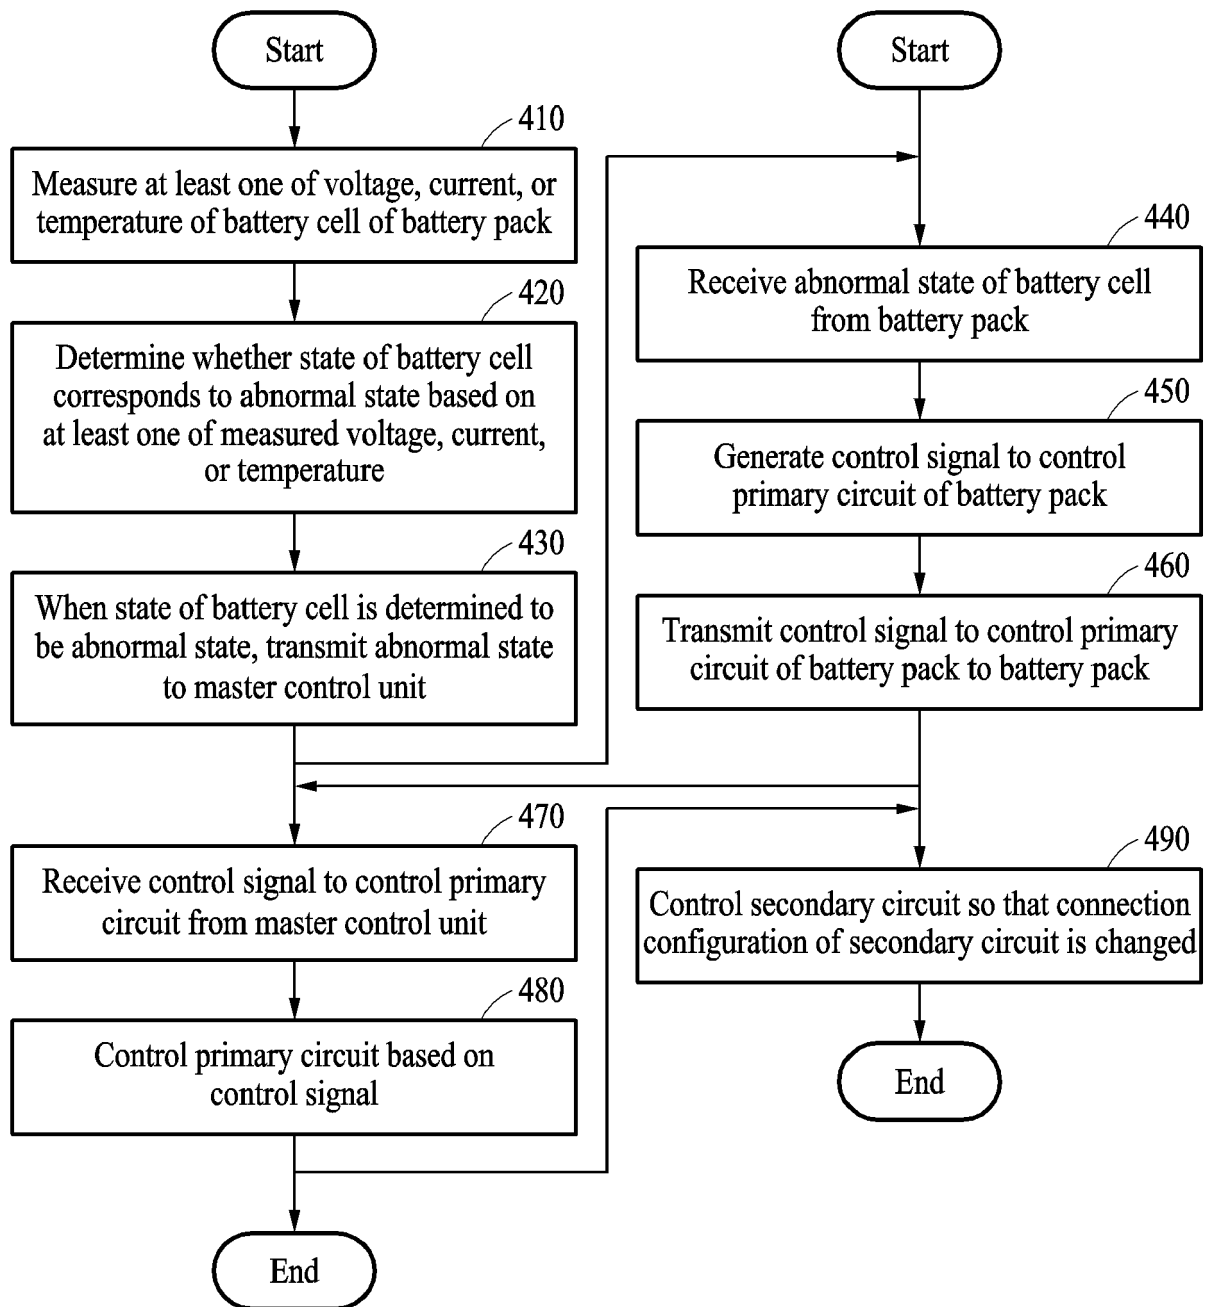 Start
410
Measure at least one of voltage, current, or
temperature of battery cell of battery pack
420
Determine whether state of battery cell
corresponds to abnormal state based on
at least one of measured voltage, current,
or temperature
430
When state of battery cell is determined to
be abnormal state, transmit abnormal state
to master control unit
470
Receive control signal to control primary
circuit from master control unit
480
Control primary circuit based on
control signal
End
Start
440
Receive abnormal state of battery cell
from battery pack
450
Generate control signal to control
primary circuit of battery pack
460
Transmit control signal to control primary
circuit of battery pack to battery pack
490
Control secondary circuit so that connection
configuration of secondary circuit is changed
End